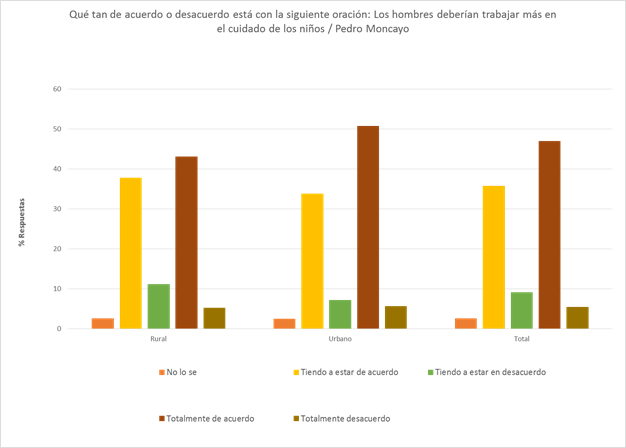 Qué tan de acuerdo o desacuerdo está con la siguiente oración: Los hombres deberían trabajar más en
el cuidado de los niños / Pedro Moncayo
60
50
40
30
20
10
0
% Respuestas
Rural Urbano Total
No lo se Tiendo a estar de acuerdo Tiendo a estar en desacuerdo
Totalmente de acuerdo Totalmente desacuerdo